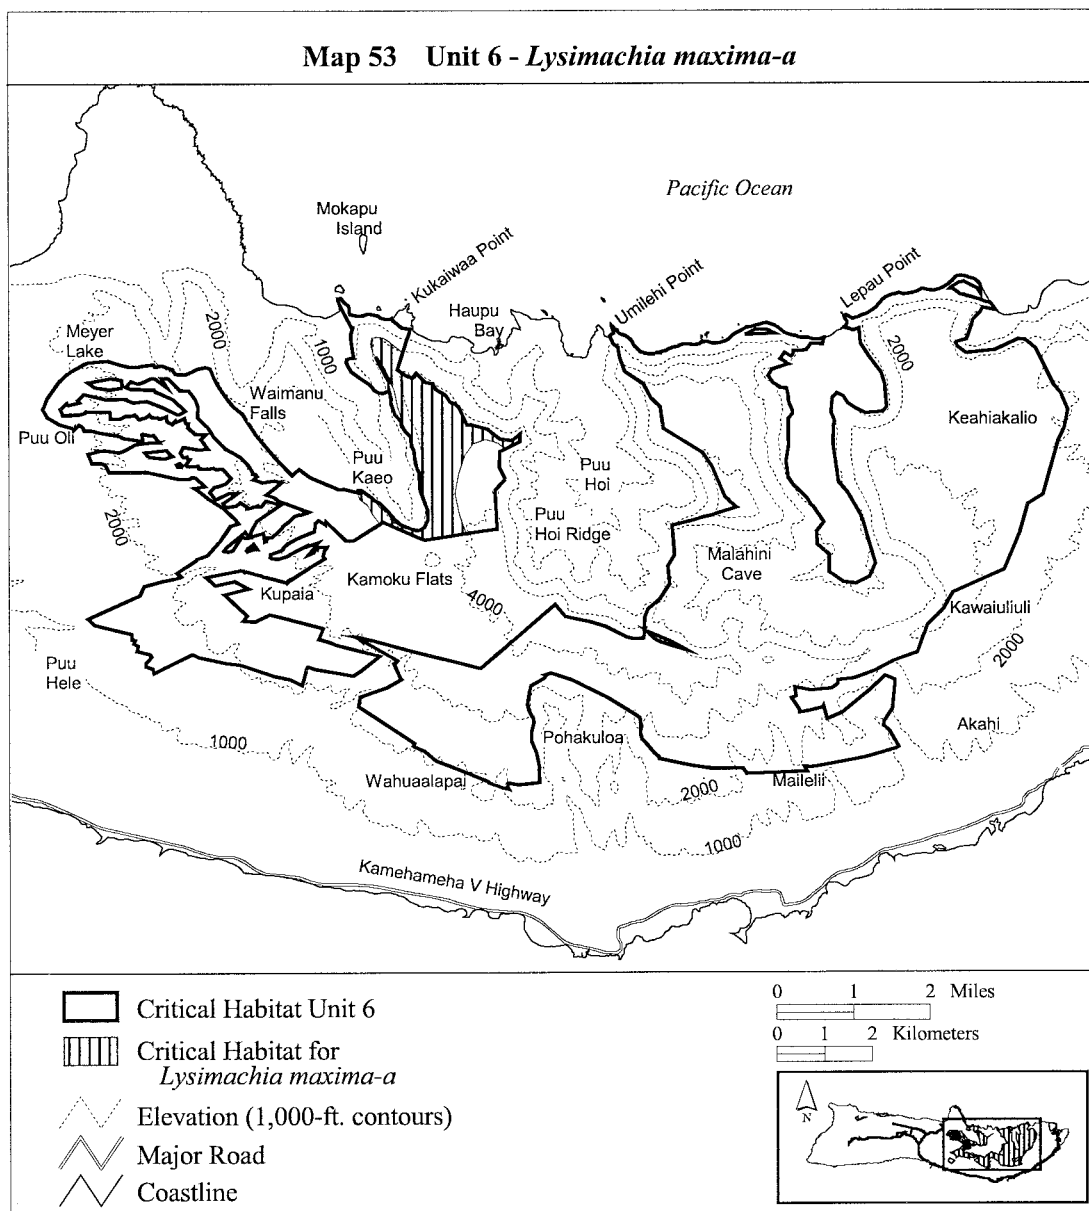 Map 53 Unit 6 - Lysimachia maxima-a
Pacific Ocean
Mokapu
Island
Kukaiwaa Point
Haupu
Bay
Umilehi Point
Lepau Point
Meyer
Lake
2000
1000
2000
Waimanu
Falls
Keahiakalio
Puu Oli
Puu
Kaeo
Puu
Hoi
2000
Puu
Hoi Ridge
Malahini
Cave
Kamoku Flats
Kupaia
4000
Kawaiuliuli
2000
Puu
Hele
1000
Pohakuloa
Akahi
Wahuaalapai
2000
Mailelii
1000
Kamehameha V Highway
Critical Habitat Unit 6
Critical Habitat for
Lysimachia maxima-a
Elevation (1,000-ft. contours)
Major Road
Coastline
0 1 2 Miles
0 1 2 Kilometers
N